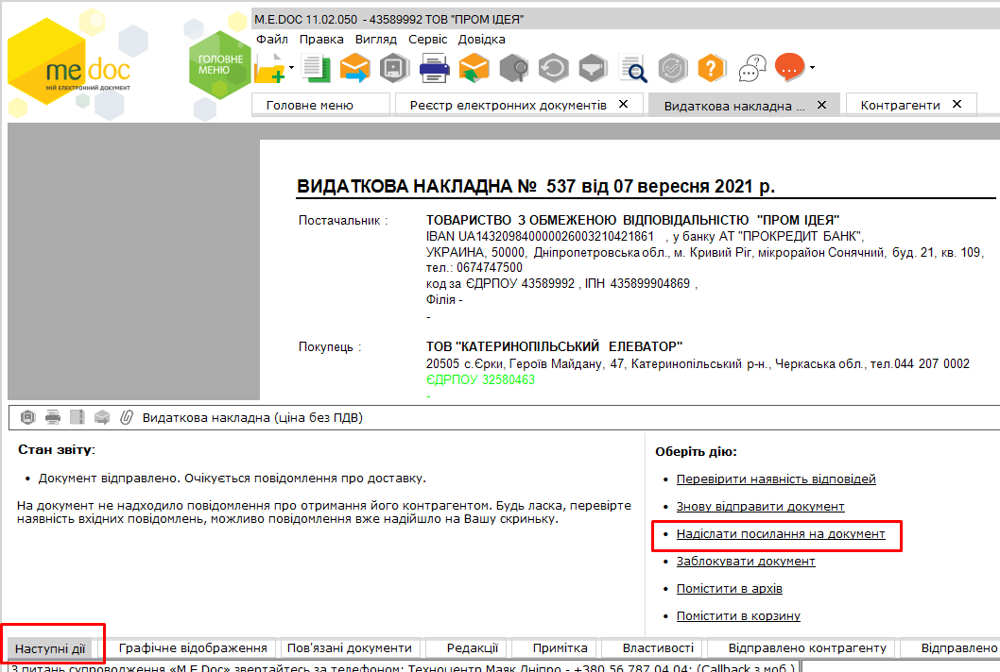 M.E.DOC 11.02.050 - 43589992 ТОВ "ПРОМ ІДЕЯ"
me doc
МІЙ ЕЛЕКТРОННИЙ ДОКУМЕНТ
ГОЛОВНЕ
МЕНЮ
Файл Правка Вигляд Сервіс Довідка
Головне меню Реєстр електронних документів Видаткова накладна ... Контрагенти
ВИДАТКОВА НАКЛАДНА № 537 від 07 вересня 2021 р.
Постачальник : ТОВАРИСТВО З ОБМЕЖЕНОЮ ВІДПОВІДАЛЬНІСТЮ "ПРОМ ІДЕЯ"
IBAN UA143209840000026003210421861 , у банку АТ "ПРОКРЕДИТ БАНК",
УКРАИНА, 50000, Дніпропетровська обл., м. Кривий Ріг, мікрорайон Сонячний, буд. 21, кв. 109,
тел.: 0674747500
код за ЄДРПОУ 43589992 , ІПН 435899904869 ,
Філія -
-
Покупець : ТОВ "КАТЕРИНОПІЛЬСЬКИЙ ЕЛЕВАТОР"
20505 с.Єрки, Героїв Майдану, 47, Катеринопільський р-н., Черкаська обл., тел.044 207 0002
ЄДРПОУ 32580463
-
Видаткова накладна (ціна без ПДВ)
Стан звіту:
• Документ відправлено. Очікується повідомлення про доставку.
На документ не надходило повідомлення про отримання його контрагентом. Будь ласка, перевірте
наявність вхідних повідомлень, можливо повідомлення вже надійшло на Вашу скриньку.
Оберіть дію:
• Перевірити наявність відповідей
• Знову відправити документ
• Надіслати посилання на документ
• Заблокувати документ
• Помістити в архів
• Помістити в корзину
Наступні дії Графічне відображення Пов'язані документи Редакції Примітка Властивості Відправлено контрагенту Відправлено
З питань супроводження «M.E.Doc» звертайтесь за телефоном: Техноцентр Маяк Дніпро - +380 56 787 04 04; (Callback з моб.)